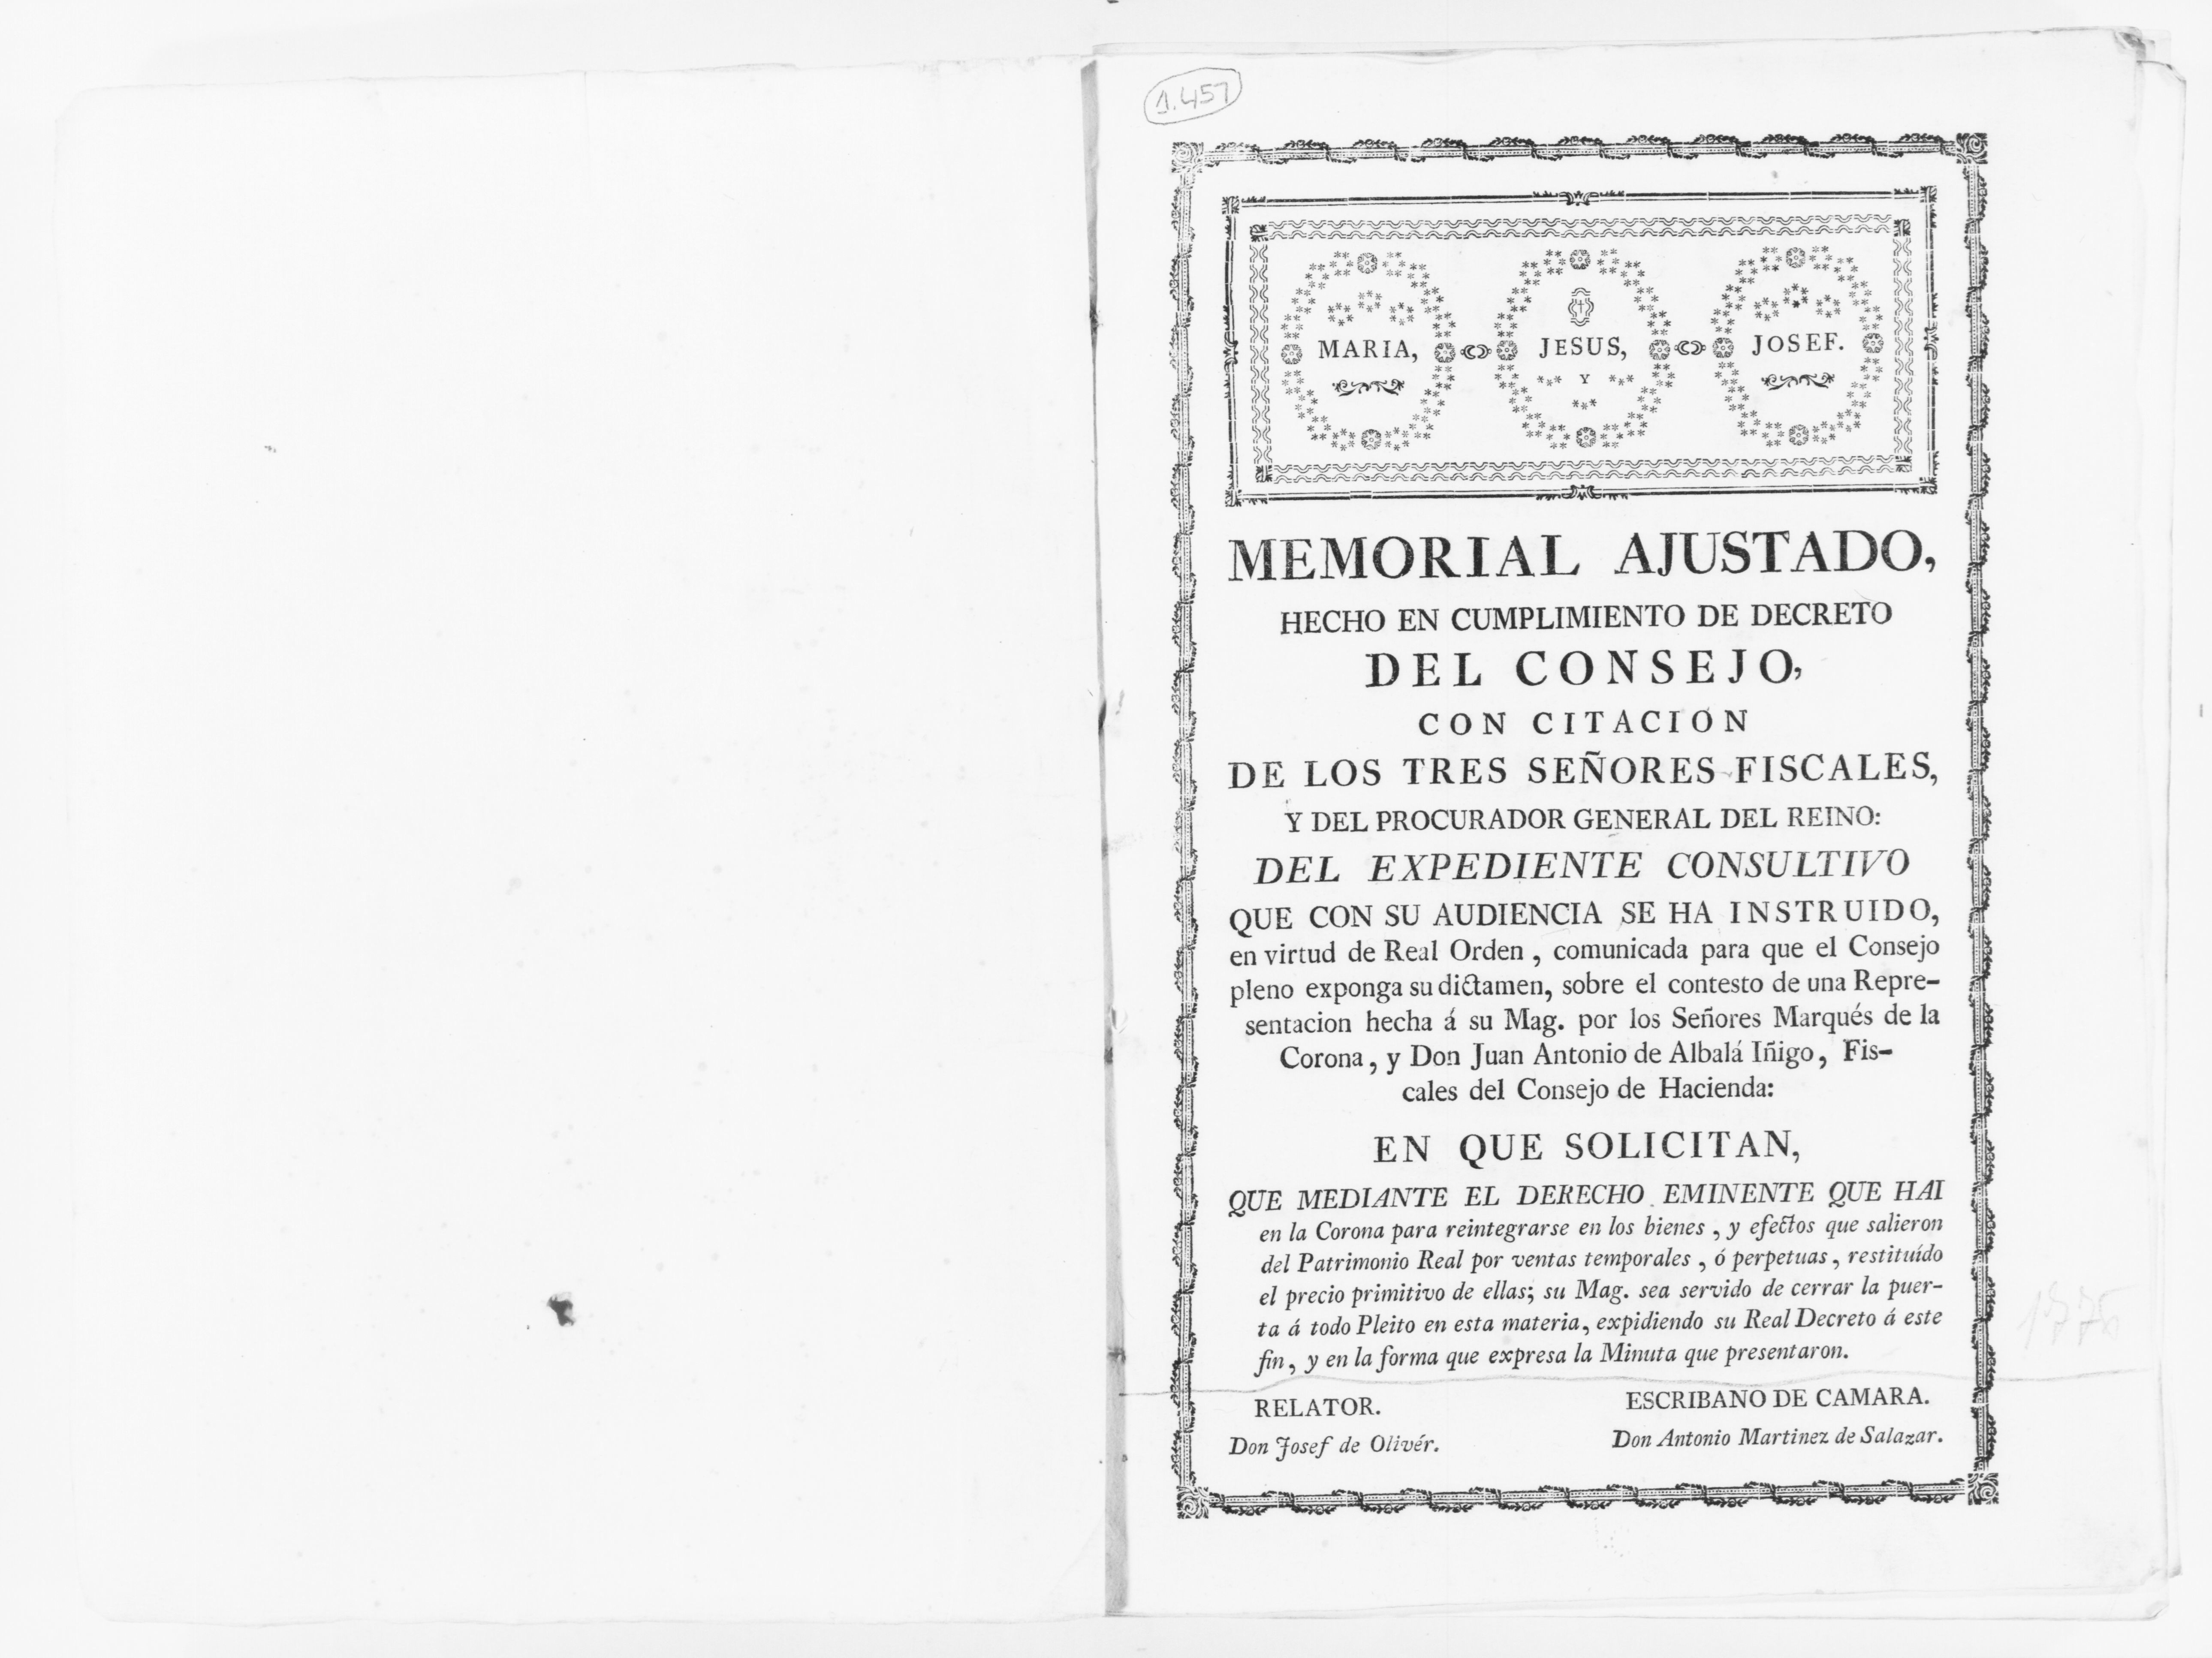 1.457
MARIA, JESUS, JOSEF.
Y
MEMORIAL AJUSTADO,
HECHO EN CUMPLIMIENTO DE DECRETO
DEL CONSEJO,
CON CITACION
DE LOS TRES SEÑORES FISCALES,
Y DEL PROCURADOR GENERAL DEL REINO:
DEL EXPEDIENTE CONSULTIVO
QUE CON SU AUDIENCIA SE HA INSTRUIDO,
en virtud de Real Orden , comunicada para que el Consejo
pleno exponga su dictamen, sobre el contesto de una Repre-
sentacion hecha á su Mag. por los Señores Marqués de la
Corona , y Don Juan Antonio de Albalá Iñigo , Fis-
cales del Consejo de Hacienda:
EN QUE SOLICITAN,
QUE MEDIANTE EL DERECHO EMINENTE QUE HAI
en la Corona para reintegrarse en los bienes , y efectos que salieron
del Patrimonio Real por ventas temporales , ó perpetuas , restituído
el precio primitivo de ellas; su Mag. sea servido de cerrar la puer-
ta á todo Pleito en esta materia, expidiendo su Real Decreto á este
fin, y en la forma que expresa la Minuta que presentaron.
RELATOR. ESCRIBANO DE CAMARA.
Don Josef de Olivér. Don Antonio Martinez de Salazar.
1776